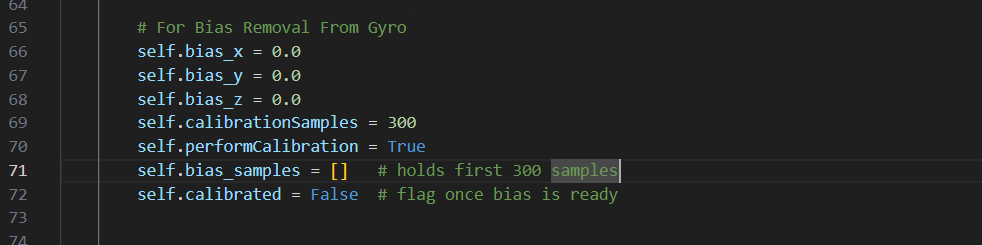 64
65 # For Bias Removal From Gyro
66 self.bias_x = 0.0
67 self.bias_y = 0.0
68 self.bias_z = 0.0
69 self.calibrationSamples = 300
70 self.performCalibration = True
71 self.bias_samples = []   # holds first 300 samples
72 self.calibrated = False  # flag once bias is ready
73
74